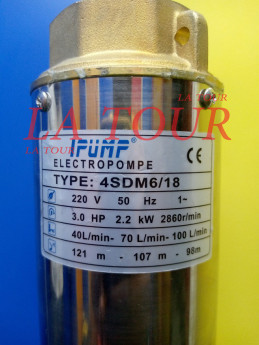 LA TOUR
LA TOUR
IPUMP
ELECTROPOMPE CE
TYPE: 4SDM6/18
220 V 50 Hz 1~
3.0 HP 2.2 kW 2860r/min
40L/min- 70 L/min- 100 L/min
121 m - 107 m - 98m
LA TOUR